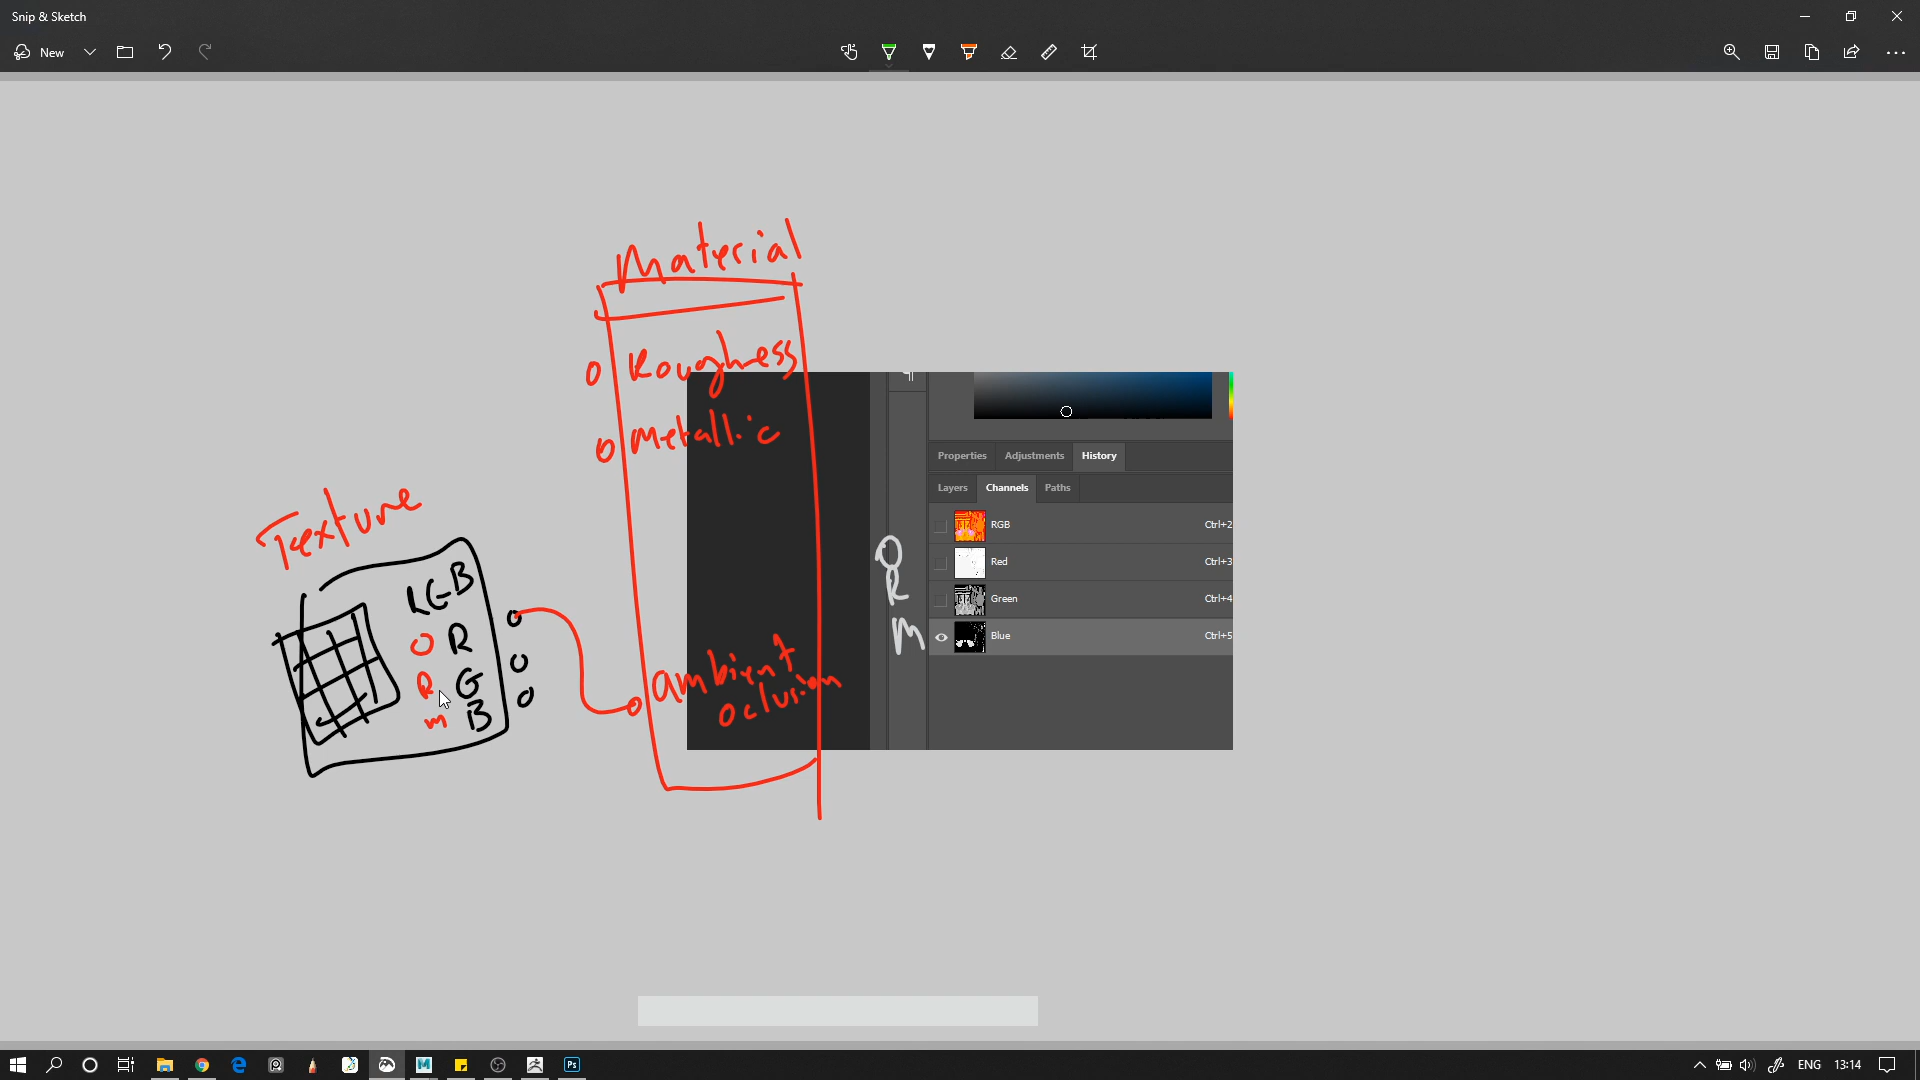 Snip & Sketch
New
Material
Roughness
Metallic
Texture
RGB
O R
R G
m B
ambient
oclusion
O
R
m
Properties Adjustments History
Layers Channels Paths
RGB Ctrl+2
Red Ctrl+3
Green Ctrl+4
Blue Ctrl+5
ENG 13:14